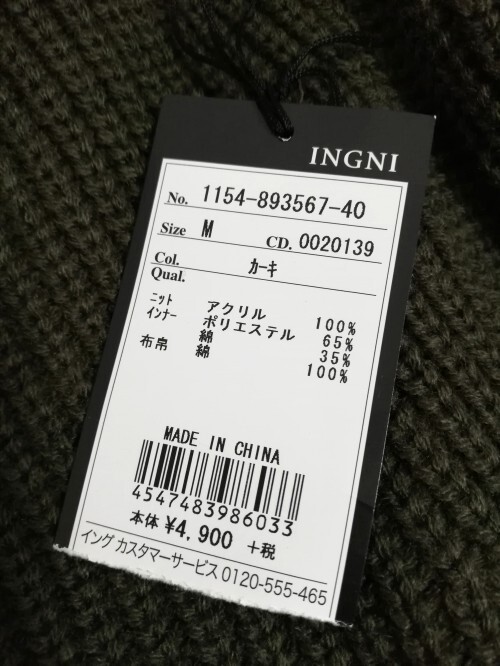 INGNI
No. 1154-893567-40
Size M CD. 0020139
Col. カーキ
Qual.
ニット アクリル 100%
インナー ポリエステル 65%
綿 35%
布帛 綿 100%
MADE IN CHINA
4547483986033
本体 ¥4,900 +税
イング カスタマーサービス 0120-555-465